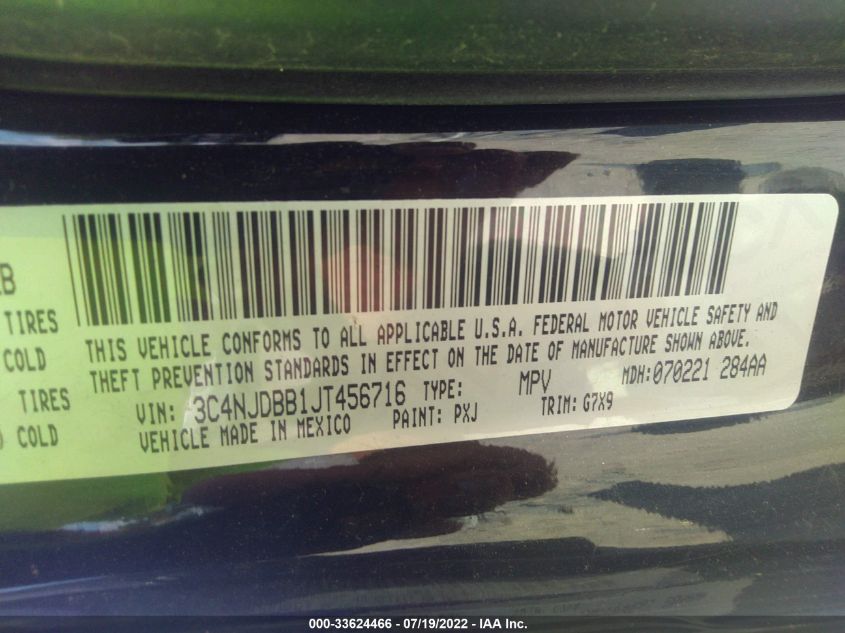 B
TIRES
COLD
TIRES
COLD
THIS VEHICLE CONFORMS TO ALL APPLICABLE U.S.A. FEDERAL MOTOR VEHICLE SAFETY AND
THEFT PREVENTION STANDARDS IN EFFECT ON THE DATE OF MANUFACTURE SHOWN ABOVE.
VIN: 3C4NJDBB1JT456716 TYPE: MPV MDH:070221 284AA
VEHICLE MADE IN MEXICO PAINT: PXJ TRIM: G7X9
000-33624466 - 07/19/2022 - IAA Inc.